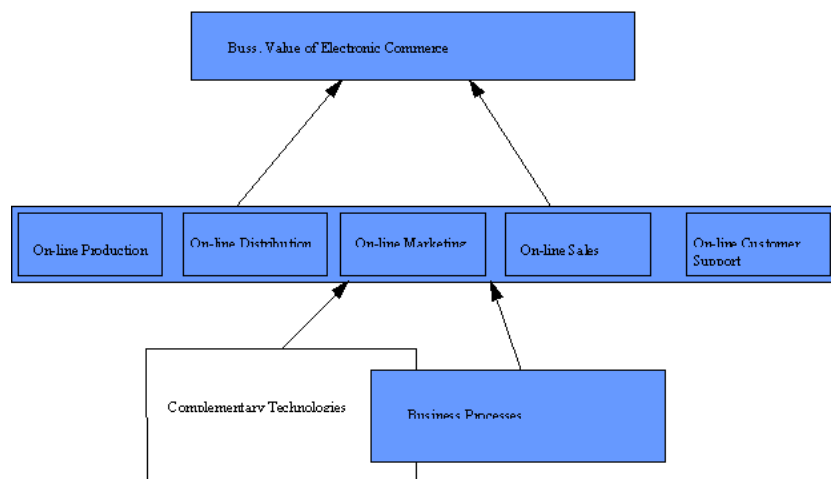 Buss. Value of Electronic Commerce
On-line Production
On-line Distribution
On-line Marketing
On-line Sales
On-line Customer
Support
Complementary Technologies
Business Processes